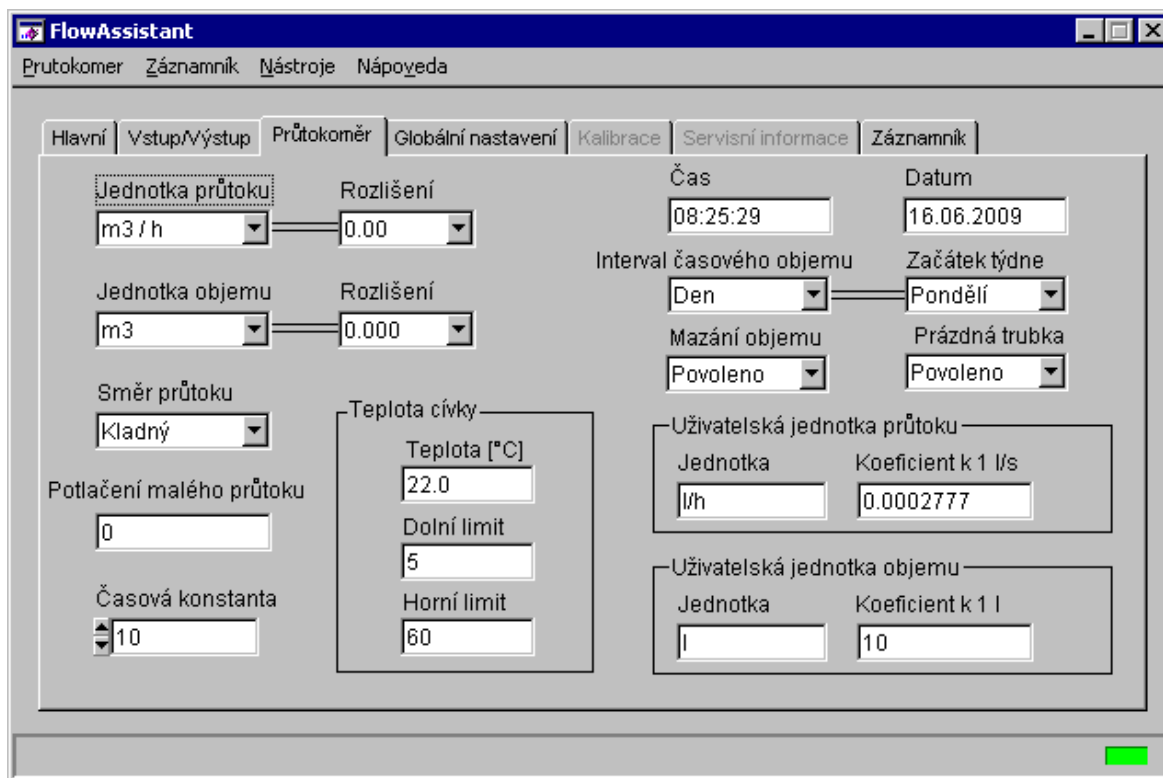 FlowAssistant
Prutokomer Záznamník Nástroje Nápoveda
Hlavní Vstup/Výstup Průtokoměr Globální nastavení Kalibrace Servisní informace Záznamník
Jednotka průtoku Rozlišení
m3 / h 0.00
Jednotka objemu Rozlišení
m3 0.000
Směr průtoku
Kladný
Potlačení malého průtoku
0
Časová konstanta
10
Teplota cívky
Teplota [°C]
22.0
Dolní limit
5
Horní limit
60
Čas Datum
08:25:29 16.06.2009
Interval časového objemu Začátek týdne
Den Pondělí
Mazání objemu Prázdná trubka
Povoleno Povoleno
Uživatelská jednotka průtoku
Jednotka Koeficient k 1 l/s
l/h 0.0002777
Uživatelská jednotka objemu
Jednotka Koeficient k 1 l
l 10